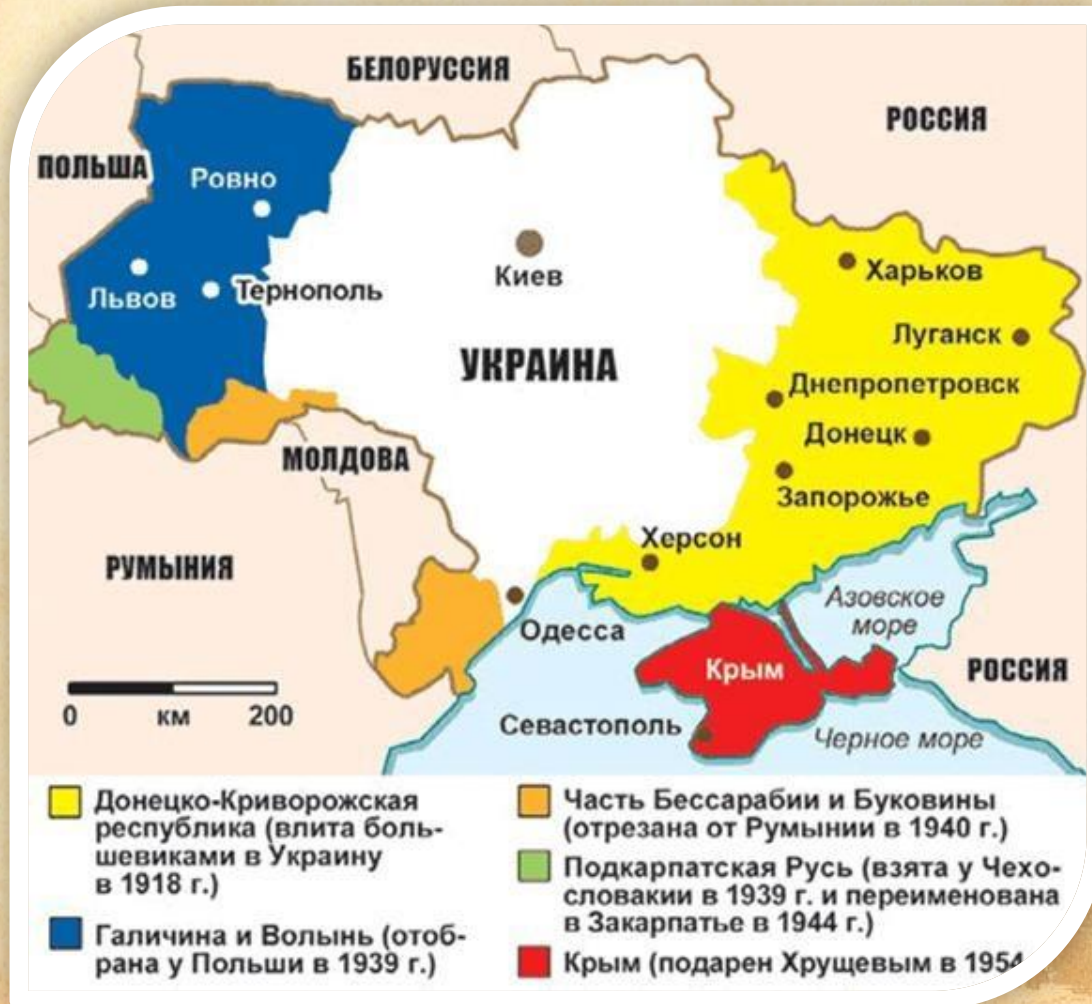 БЕЛОРУССИЯ
РОССИЯ
ПОЛЬША
Ровно
Киев
Харьков
Львов
Тернополь
Луганск
УКРАИНА
Днепропетровск
Донецк
МОЛДОВА
Запорожье
Херсон
РУМЫНИЯ
Азовское
море
Одесса
Крым
РОССИЯ
0 км 200
Севастополь
Черное море
Донецко-Криворожская
республика (влита боль-
шевиками в Украину
в 1918 г.)
Галичина и Волынь (отоб-
рана у Польши в 1939 г.)
Часть Бессарабии и Буковины
(отрезана от Румынии в 1940 г.)
Подкарпатская Русь (взята у Чехо-
словакии в 1939 г. и переименована
в Закарпатье в 1944 г.)
Крым (подарен Хрущевым в 1954